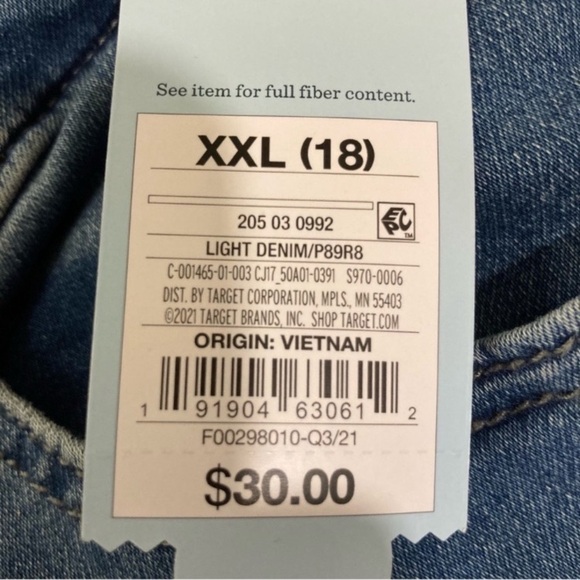 See item for full fiber content.
XXL (18)
205 03 0992
EPC
TM
LIGHT DENIM/P89R8
C-001465-01-003 CJ17_50A01-0391 S970-0006
DIST. BY TARGET CORPORATION, MPLS., MN 55403
©2021 TARGET BRANDS, INC. SHOP TARGET.COM
ORIGIN: VIETNAM
1 91904 63061 2
F00298010-Q3/21
$30.00